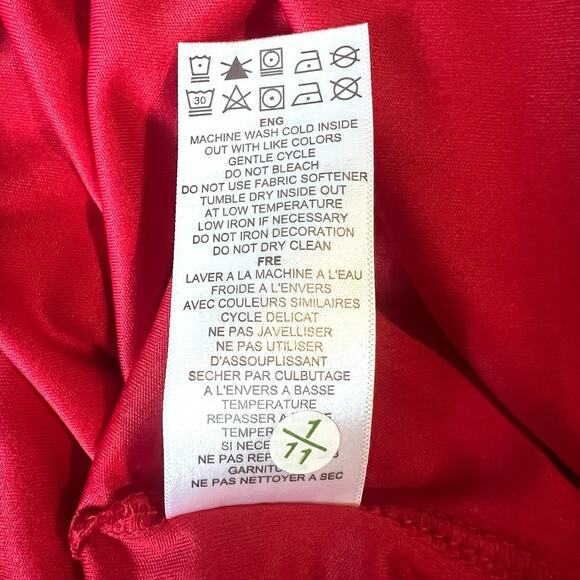 30
ENG
MACHINE WASH COLD INSIDE
OUT WITH LIKE COLORS
GENTLE CYCLE
DO NOT BLEACH
DO NOT USE FABRIC SOFTENER
TUMBLE DRY INSIDE OUT
AT LOW TEMPERATURE
LOW IRON IF NECESSARY
DO NOT IRON DECORATION
DO NOT DRY CLEAN
FRE
LAVER A LA MACHINE A L'EAU
FROIDE A L'ENVERS
AVEC COULEURS SIMILAIRES
CYCLE DELICAT
NE PAS JAVELLISER
NE PAS UTILISER
D'ASSOUPLISSANT
SECHER PAR CULBUTAGE
A L'ENVERS A BASSE
TEMPERATURE
REPASSER A
SI
NE PAS
NE PAS NETTOYER A SEC
1
11